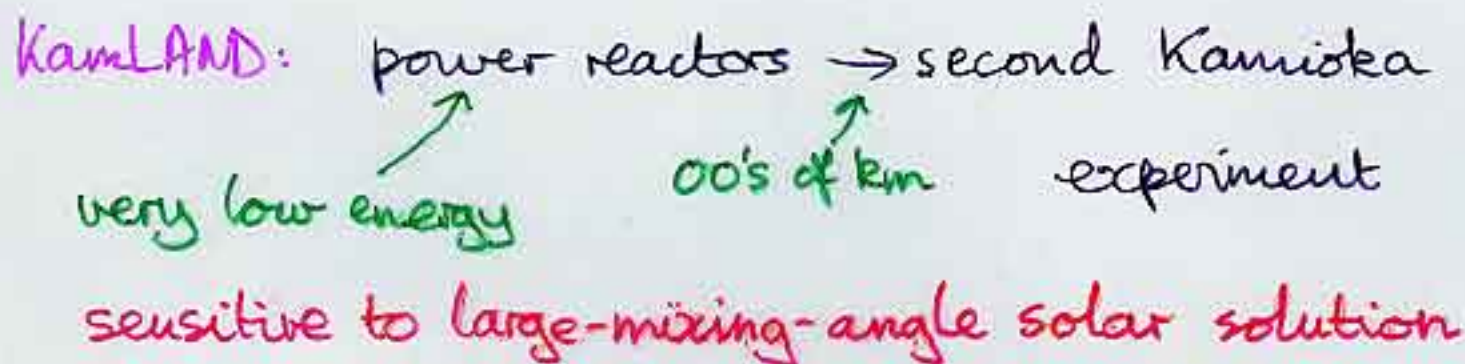 KamLAND: power reactors → second Kamioka
very low energy 00's of km experiment
sensitive to large-mixing-angle solar solution